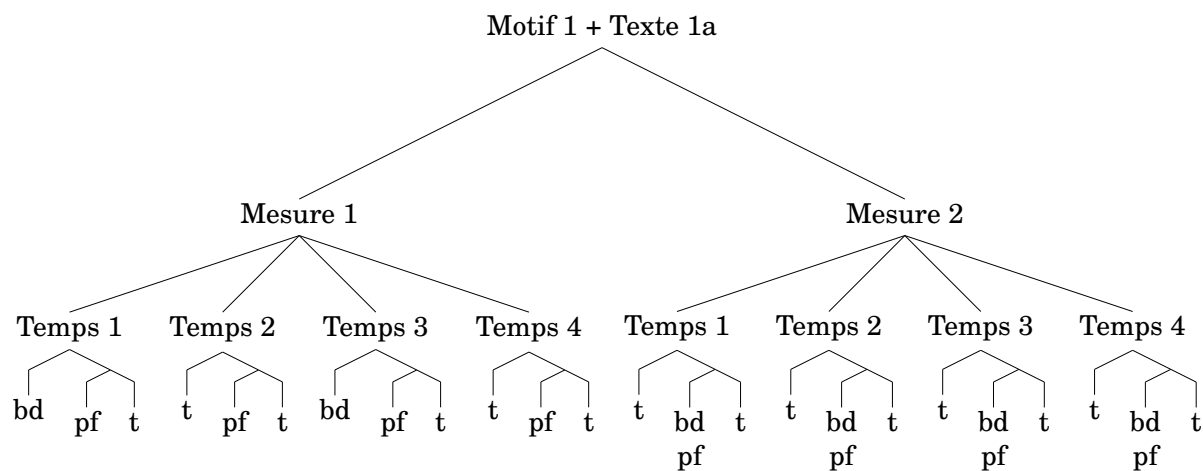 Motif 1 + Texte 1a
Mesure 1 Mesure 2
Temps 1 Temps 2 Temps 3 Temps 4 Temps 1 Temps 2 Temps 3 Temps 4
bd pf t t pf t bd pf t t pf t t bd t t bd t t bd t t bd t
pf pf pf pf